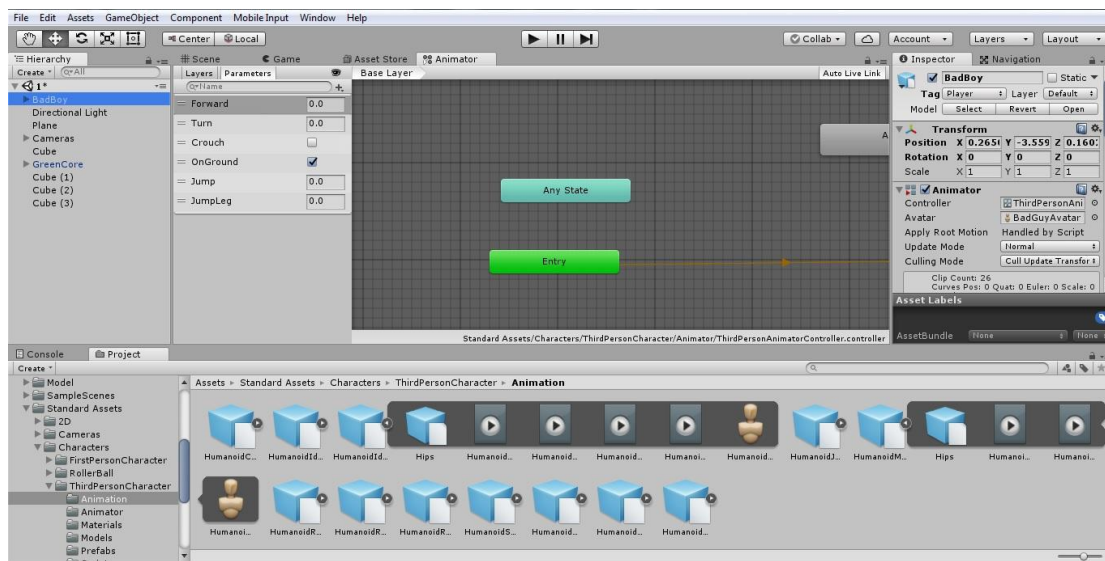 File Edit Assets GameObject Component Mobile Input Window Help
Center Local Collab Account Layers Layout
Hierarchy
Create All
1*
BadBoy
Directional Light
Plane
Cameras
Cube
GreenCore
Cube (1)
Cube (2)
Cube (3)
Scene Game Asset Store Animator
Layers Parameters Base Layer Auto Live Link
Name
Forward 0.0
Turn 0.0
Crouch
OnGround
Jump 0.0
JumpLeg 0.0
A
Any State
Entry
Standard Assets/Characters/ThirdPersonCharacter/Animator/ThirdPersonAnimatorController.controller
Inspector Navigation
BadBoy Static
Tag Player Layer Default
Model Select Revert Open
Transform
Position X 0.265 Y -3.559 Z 0.160
Rotation X 0 Y 0 Z 0
Scale X 1 Y 1 Z 1
Animator
Controller ThirdPersonAni
Avatar BadGuyAvatar
Apply Root Motion Handled by Script
Update Mode Normal
Culling Mode Cull Update Transfor
Clip Count: 26
Curves Pos: 0 Quat: 0 Euler: 0 Scale: 0
Asset Labels
AssetBundle None None
Console Project
Create
Model
SampleScenes
Standard Assets
2D
Cameras
Characters
FirstPersonCharacter
RollerBall
ThirdPersonCharacter
Animation
Animator
Materials
Models
Prefabs
Assets Standard Assets Characters ThirdPersonCharacter Animation
HumanoidC... HumanoidId... HumanoidId... Hips Humanoid... Humanoid... Humanoid... Humanoi... Humanoid... HumanoidJ... HumanoidM... Hips Humanoi... Humanoi...
Humanoi... HumanoidR... HumanoidR... HumanoidR... HumanoidS... Humanoid... Humanoid... Humanoid...